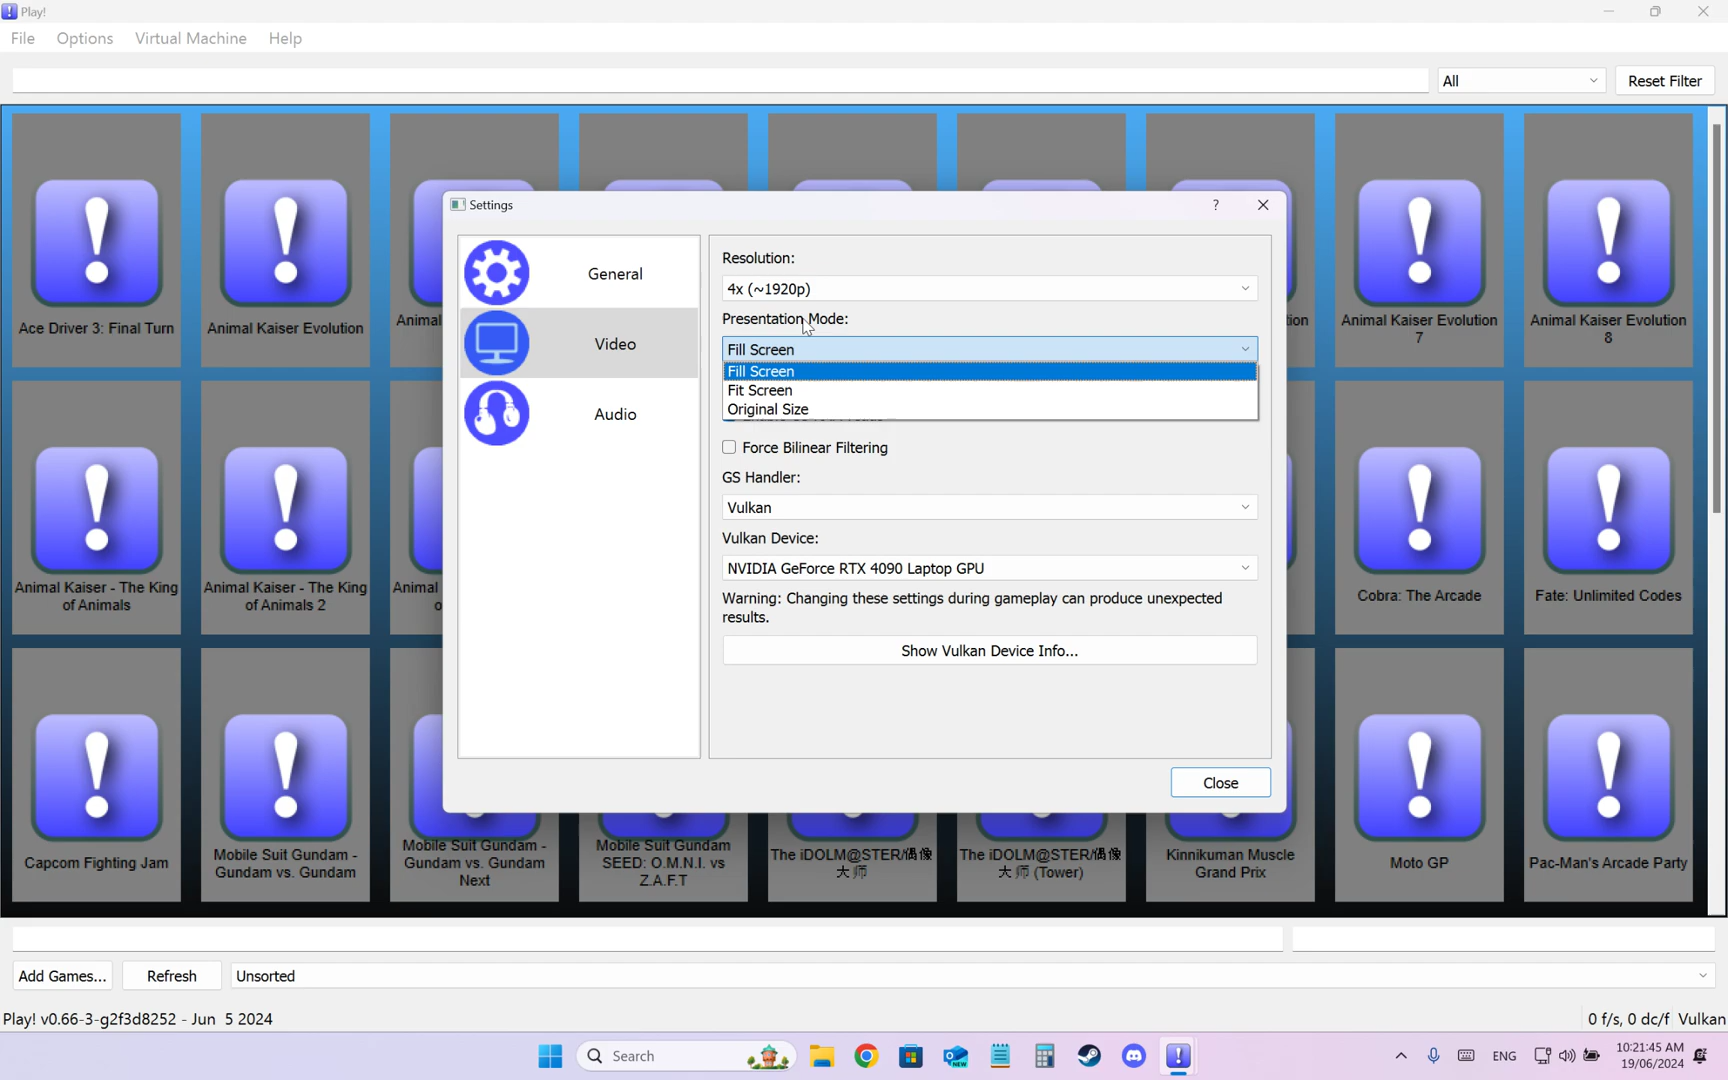 Play!
File Options Virtual Machine Help
All Reset Filter
Ace Driver 3: Final Turn
Animal Kaiser Evolution
Animal
Animal Kaiser Evolution
7
Animal Kaiser Evolution
8
Settings
?
General
Video
Audio
Resolution:
4x (~1920p)
Presentation Mode:
Fill Screen
Fill Screen
Fit Screen
Original Size
Force Bilinear Filtering
GS Handler:
Vulkan
Vulkan Device:
NVIDIA GeForce RTX 4090 Laptop GPU
Warning: Changing these settings during gameplay can produce unexpected
results.
Show Vulkan Device Info...
Close
Animal Kaiser - The King
of Animals
Animal Kaiser - The King
of Animals 2
Animal
Cobra: The Arcade
Fate: Unlimited Codes
Capcom Fighting Jam
Mobile Suit Gundam -
Gundam vs. Gundam
Mobile Suit Gundam -
Gundam vs. Gundam
Next
Mobile Suit Gundam
SEED: O.M.N.I. vs
Z.A.F.T
The iDOLM@STER/偶像
大师
The iDOLM@STER/偶像
大师 (Tower)
Kinnikuman Muscle
Grand Prix
Moto GP
Pac-Man's Arcade Party
Add Games... Refresh Unsorted
Play! v0.66-3-g2f3d8252 - Jun 5 2024
0 f/s, 0 dc/f Vulkan
Search
NEW
ENG
10:21:45 AM
19/06/2024